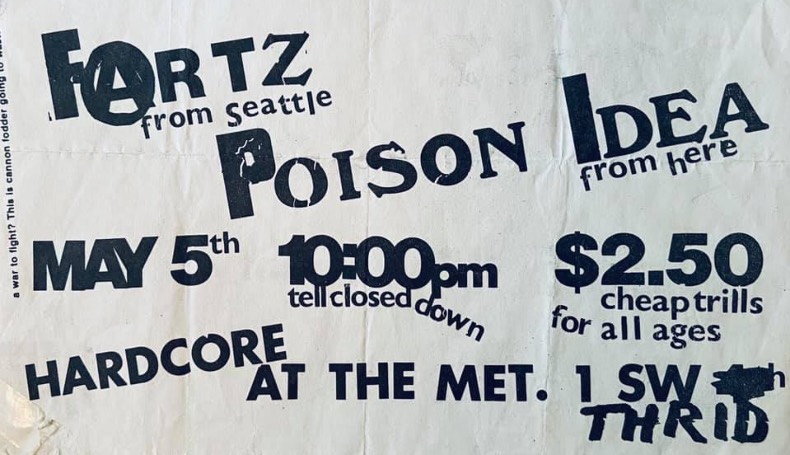 FARTZ
from Seattle
POISON IDEA
from here
MAY 5th 10:00pm $2.50
tell closed down
cheap trills
for all ages
HARDCORE
AT THE MET. 1 SW
THRID
a war to fight? This is cannon fodder going to